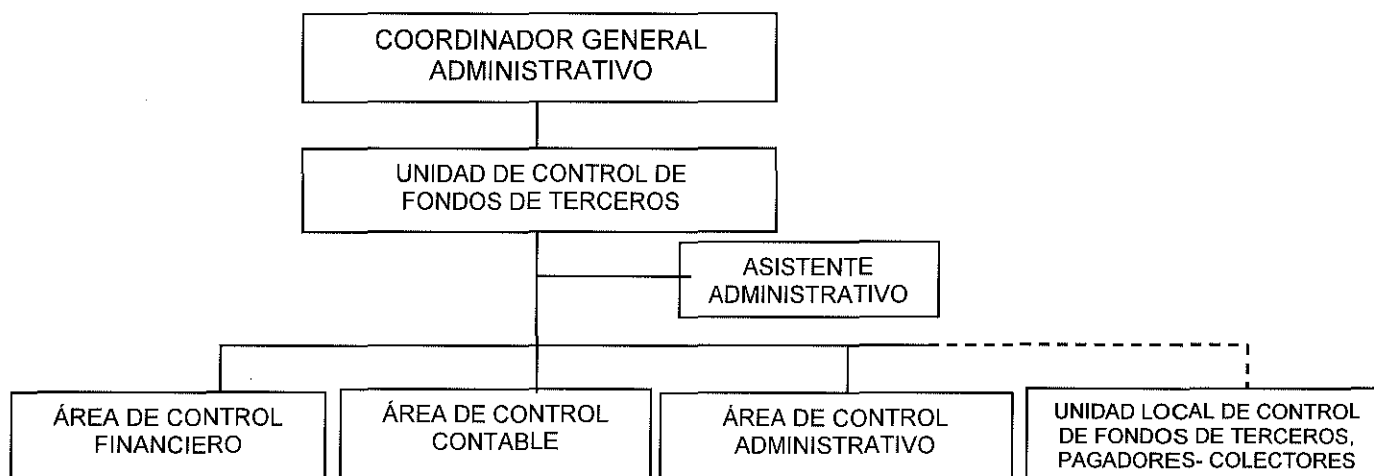 COORDINADOR GENERAL
ADMINISTRATIVO
UNIDAD DE CONTROL DE
FONDOS DE TERCEROS
ASISTENTE
ADMINISTRATIVO
ÁREA DE CONTROL
FINANCIERO
ÁREA DE CONTROL
CONTABLE
ÁREA DE CONTROL
ADMINISTRATIVO
UNIDAD LOCAL DE CONTROL
DE FONDOS DE TERCEROS,
PAGADORES- COLECTORES